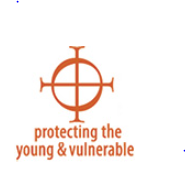 protecting the
young & vulnerable